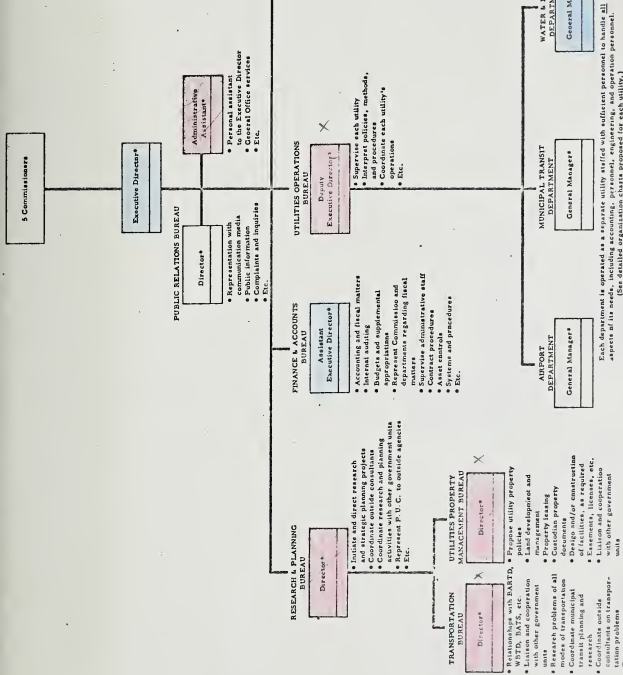 5 Commissioners
Executive Director*
PUBLIC RELATIONS BUREAU
Director*
• Representation with
communication media
• Public information
• Complaints and inquiries
• Etc.
Administrative
Assistant*
• Personal assistant
to the Executive Director
• General Office services
• Etc.
RESEARCH & PLANNING
BUREAU
Director*
• Initiate and direct research
and strategic planning projects
• Coordinate outside consultants
• Coordinate research and planning
activities with other government units
• Represent P. U. C. to outside agencies
• Etc.
FINANCE & ACCOUNTS
BUREAU
Assistant
Executive Director*
• Accounting and fiscal matters
• Internal auditing
• Budgets and supplemental
appropriations
• Represent Commission and
departments regarding fiscal
matters
• Supervise administrative staff
• Contract procedures
• Asset controls
• Systems and procedures
• Etc.
UTILITIES OPERATIONS
BUREAU
Deputy
Executive Director*
X
• Supervise each utility
• Interpret policies, methods,
and procedures
• Coordinate each utility's
operations
• Etc.
TRANSPORTATION
BUREAU
Director*
X
• Relationships with BARTD,
WBTD, BATS, etc.
• Liaison and cooperation
with other government
units
• Research problems of all
modes of transportation
• Coordinate municipal
transit planning and
research
• Coordinate outside
consultants on transpor-
tation problems
UTILITIES PROPERTY
MANAGEMENT BUREAU
Director*
X
• Propose utility property
policies
• Land development and
management
• Property leasing
• Custodian property
documents
• Design and/or construction
of facilities, as required
• Easements, licenses, etc.
• Liaison and cooperation
with other government
units
AIRPORT
DEPARTMENT
General Manager*
MUNICIPAL TRANSIT
DEPARTMENT
General Manager*
WATER &
DEPARTM
General M
Each department is operated as a separate utility staffed with sufficient personnel to handle all
aspects of its needs, including accounting, personnel, engineering, and operation personnel.
(See detailed organization charts proposed for each utility.)